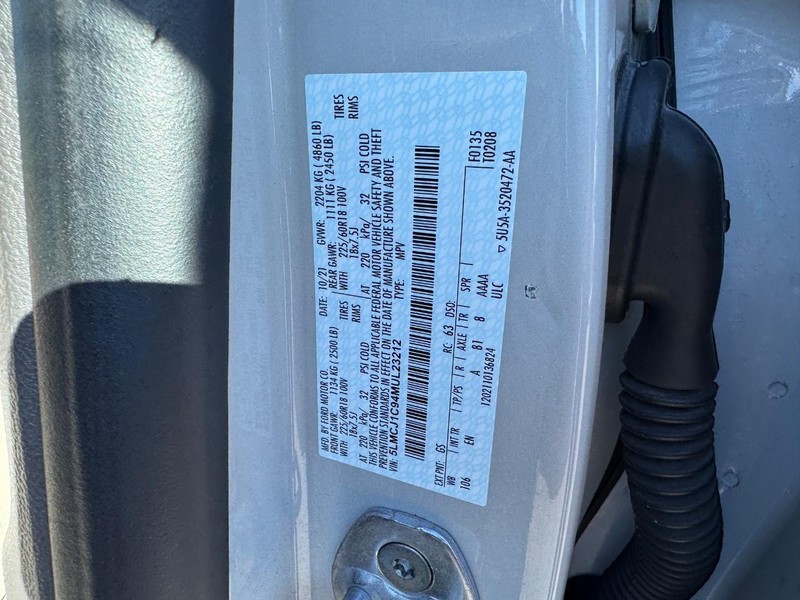 MFD. BY FORD MOTOR CO.
DATE: 10/21 GVWR: 2204 KG ( 4860 LB)
FRONT GAWR: 1134 KG ( 2500 LB) REAR GAWR: 1111 KG ( 2450 LB)
WITH 225/60R18 100V TIRES WITH 225/60R18 100V TIRES
18x7.5J RIMS 18x7.5J RIMS
AT 220 kPa/ 32 PSI COLD AT 220 kPa/ 32 PSI COLD
THIS VEHICLE CONFORMS TO ALL APPLICABLE FEDERAL MOTOR VEHICLE SAFETY AND THEFT
PREVENTION STANDARDS IN EFFECT ON THE DATE OF MANUFACTURE SHOWN ABOVE.
VIN: 5LMCJ1C94MUL23212 TYPE: MPV
EXT PNT: GS RC: 63 DSO: F0135
WB INT TR TP/PS R AXLE TR SPR T0208
106 EN A B1 8 AAAA
ULC
1202110136824 ▽ 5U5A-3520472-AA